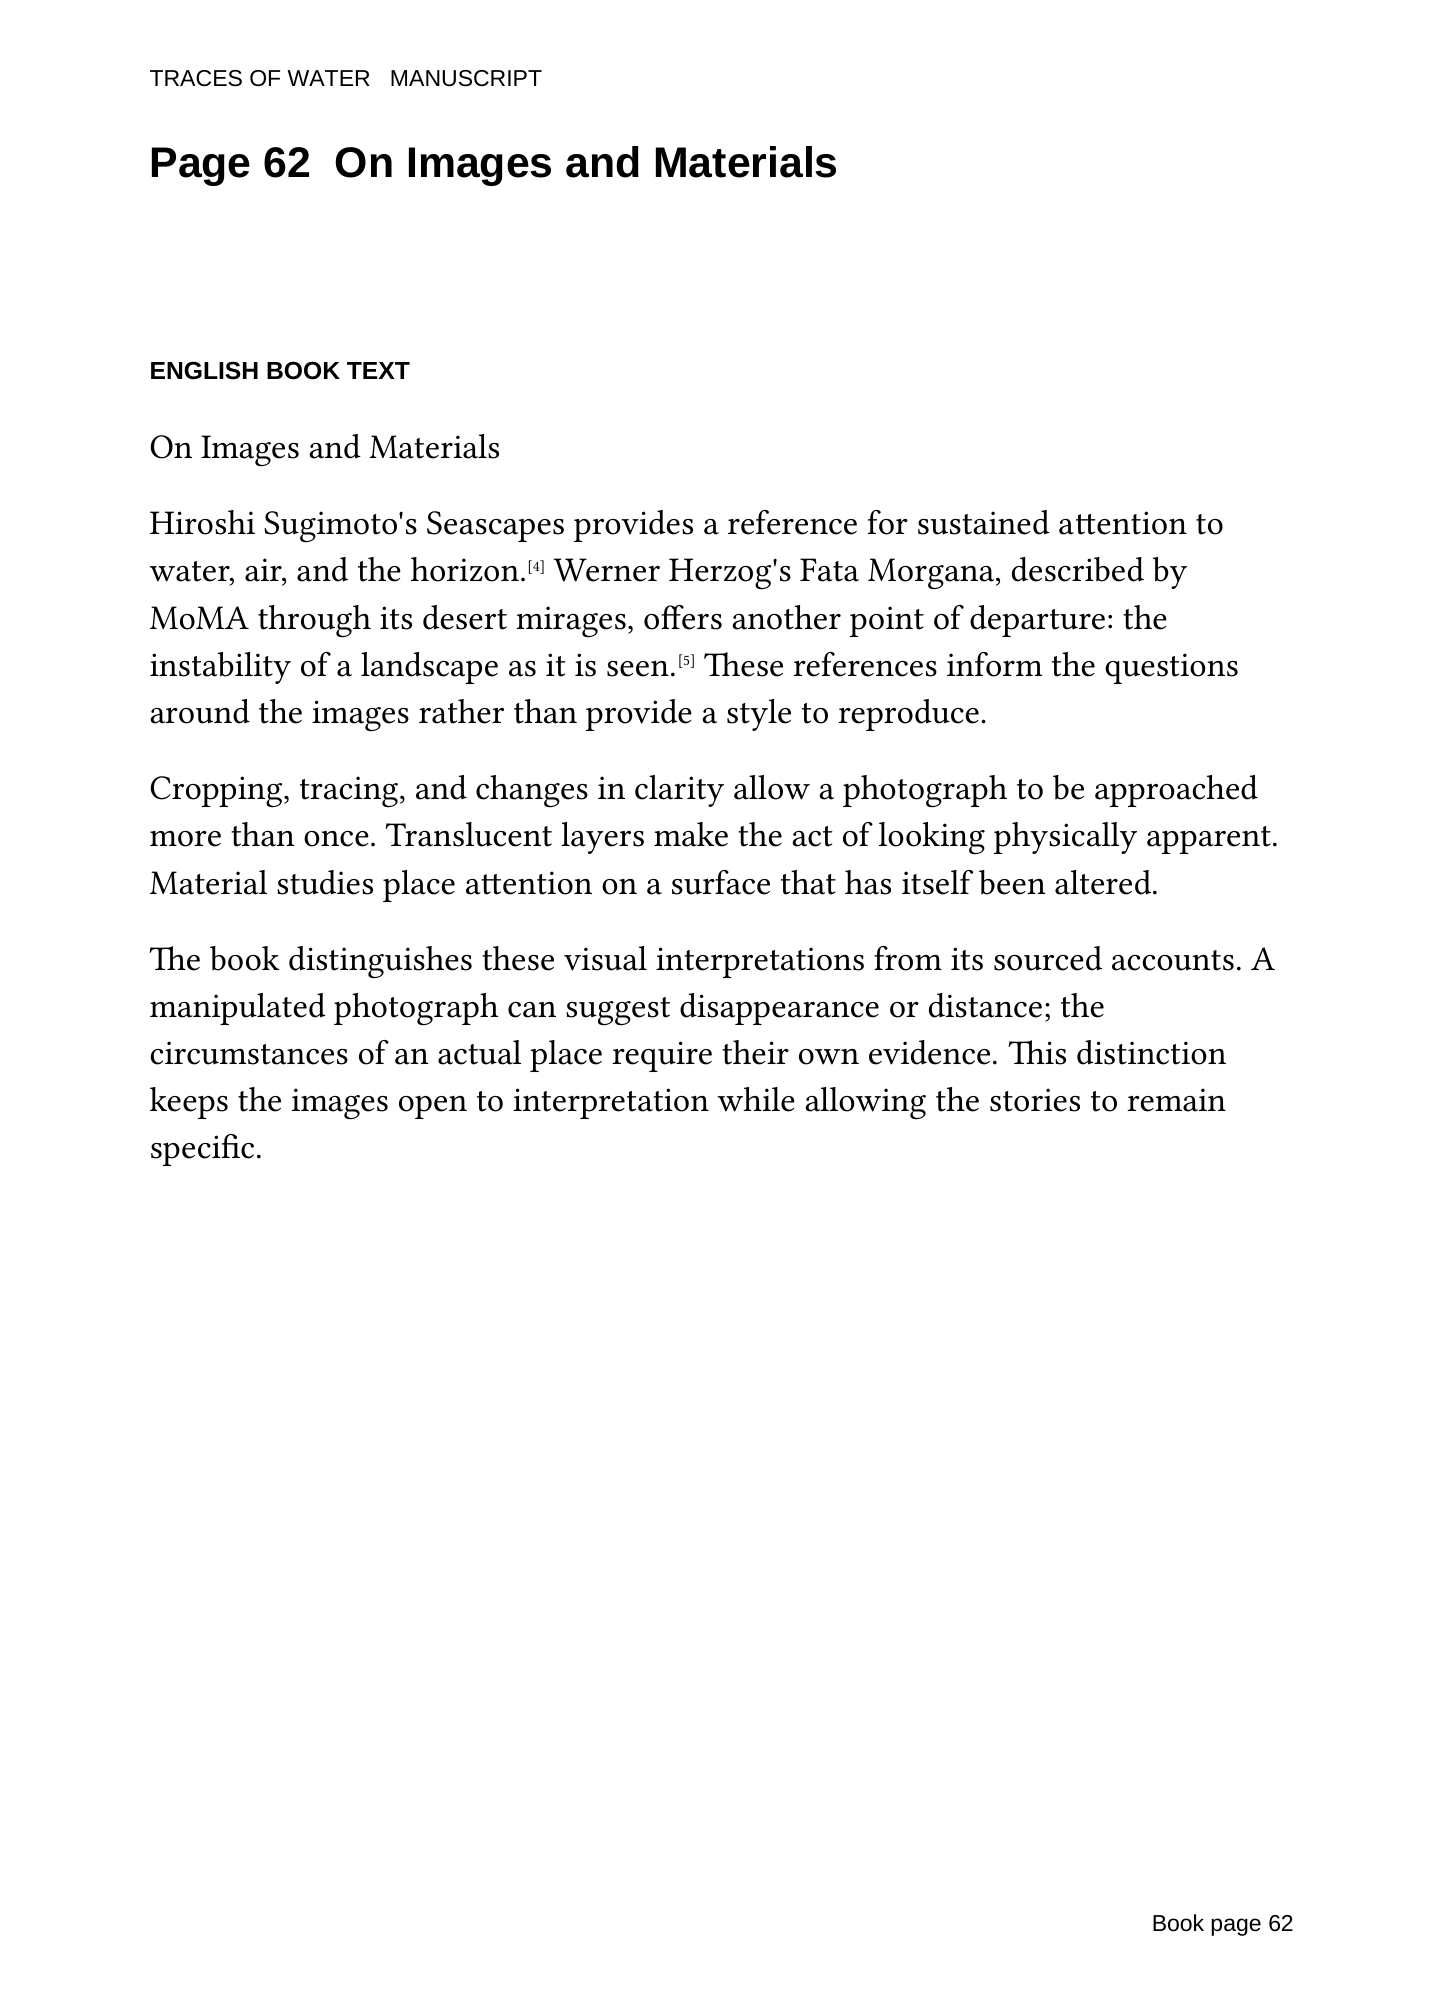 TRACES OF WATER   MANUSCRIPT
Page 62  On Images and Materials
ENGLISH BOOK TEXT
On Images and Materials
Hiroshi Sugimoto's Seascapes provides a reference for sustained attention to
water, air, and the horizon.[4] Werner Herzog's Fata Morgana, described by
MoMA through its desert mirages, offers another point of departure: the
instability of a landscape as it is seen.[5] These references inform the questions
around the images rather than provide a style to reproduce.
Cropping, tracing, and changes in clarity allow a photograph to be approached
more than once. Translucent layers make the act of looking physically apparent.
Material studies place attention on a surface that has itself been altered.
The book distinguishes these visual interpretations from its sourced accounts. A
manipulated photograph can suggest disappearance or distance; the
circumstances of an actual place require their own evidence. This distinction
keeps the images open to interpretation while allowing the stories to remain
specific.
Book page 62